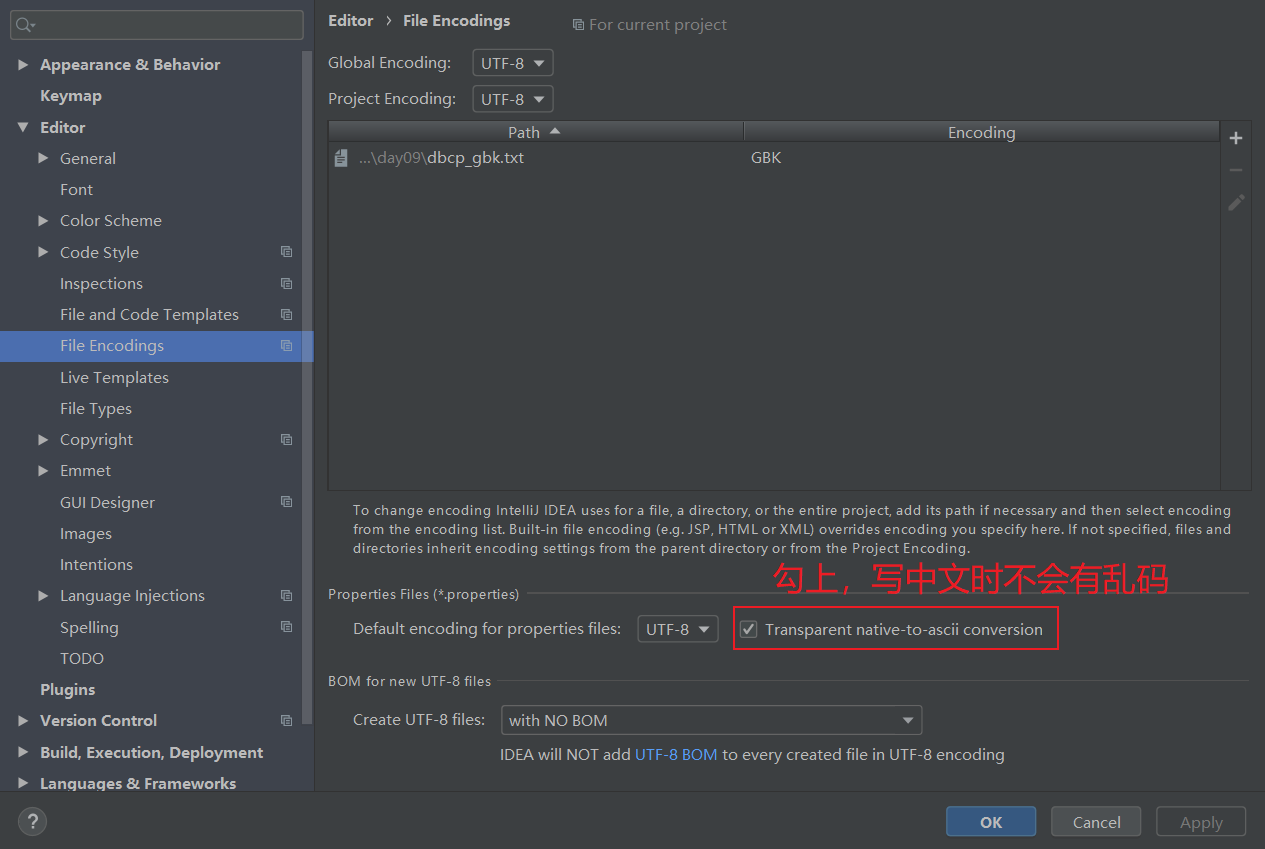 Editor › File Encodings
For current project
Appearance & Behavior
Keymap
Editor
General
Font
Color Scheme
Code Style
Inspections
File and Code Templates
File Encodings
Live Templates
File Types
Copyright
Emmet
GUI Designer
Images
Intentions
Language Injections
Spelling
TODO
Plugins
Version Control
Build, Execution, Deployment
Languages & Frameworks
Global Encoding: UTF-8
Project Encoding: UTF-8
Path Encoding
...\day09\dbcp_gbk.txt GBK
To change encoding IntelliJ IDEA uses for a file, a directory, or the entire project, add its path if necessary and then select encoding
from the encoding list. Built-in file encoding (e.g. JSP, HTML or XML) overrides encoding you specify here. If not specified, files and
directories inherit encoding settings from the parent directory or from the Project Encoding.
勾上，写中文时不会有乱码
Properties Files (*.properties)
Default encoding for properties files: UTF-8 Transparent native-to-ascii conversion
BOM for new UTF-8 files
Create UTF-8 files: with NO BOM
IDEA will NOT add UTF-8 BOM to every created file in UTF-8 encoding
? OK Cancel Apply